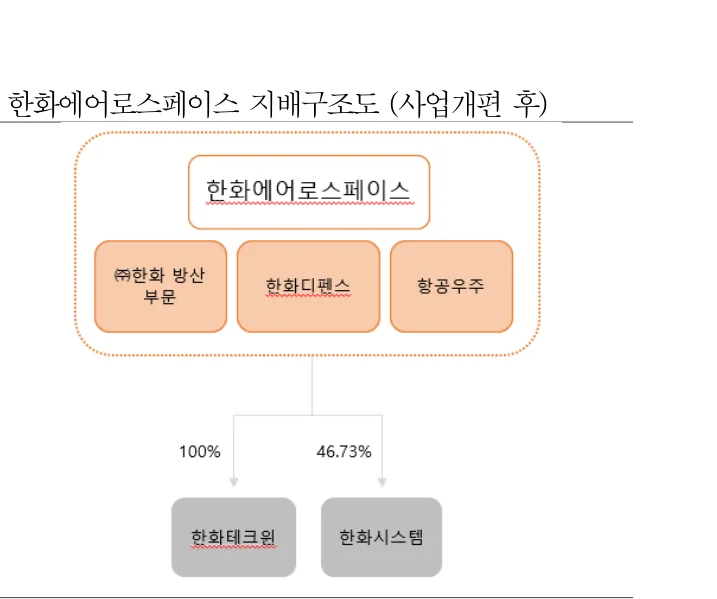 한화에어로스페이스 지배구조도 (사업개편 후)
한화에어로스페이스
㈜한화 방산
부문
한화디펜스
항공우주
100%
46.73%
한화테크윈
한화시스템